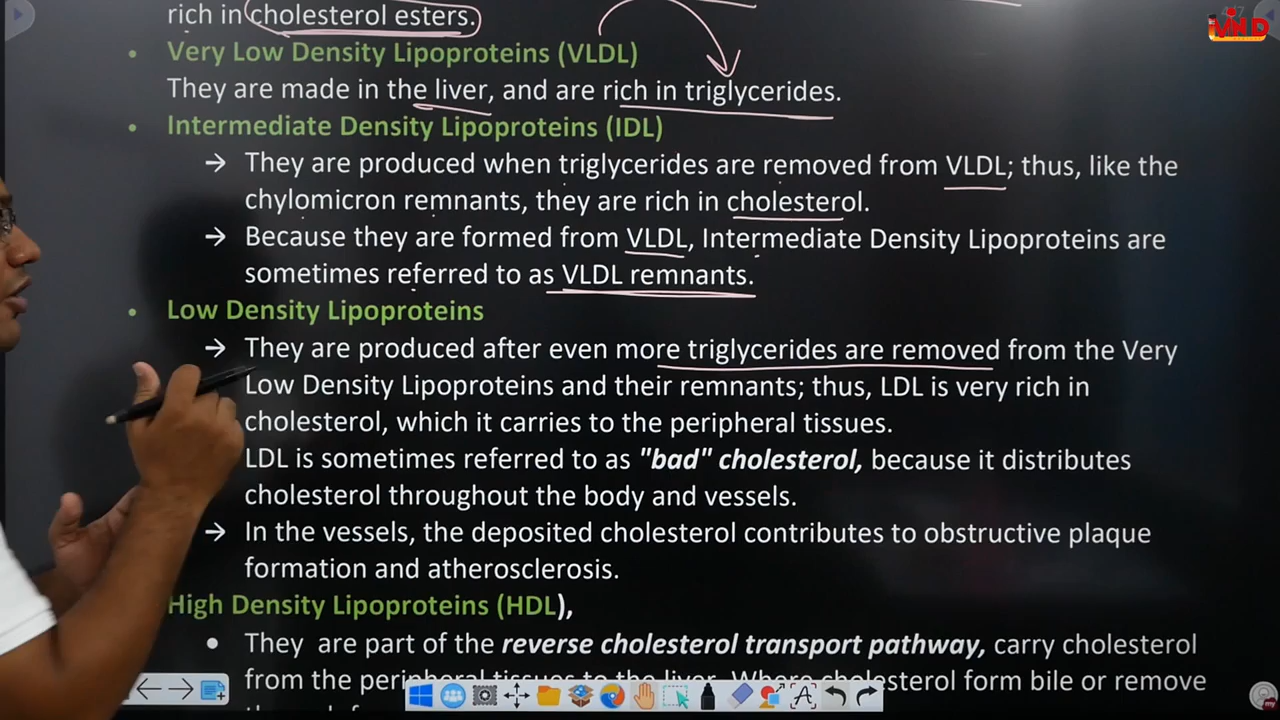 rich in cholesterol esters.
• Very Low Density Lipoproteins (VLDL)
They are made in the liver, and are rich in triglycerides.
• Intermediate Density Lipoproteins (IDL)
→ They are produced when triglycerides are removed from VLDL; thus, like the
chylomicron remnants, they are rich in cholesterol.
→ Because they are formed from VLDL, Intermediate Density Lipoproteins are
sometimes referred to as VLDL remnants.
• Low Density Lipoproteins
→ They are produced after even more triglycerides are removed from the Very
Low Density Lipoproteins and their remnants; thus, LDL is very rich in
cholesterol, which it carries to the peripheral tissues.
LDL is sometimes referred to as "bad" cholesterol, because it distributes
cholesterol throughout the body and vessels.
→ In the vessels, the deposited cholesterol contributes to obstructive plaque
formation and atherosclerosis.
High Density Lipoproteins (HDL),
• They are part of the reverse cholesterol transport pathway, carry cholesterol
from the tissues to the liver. Where cholesterol form bile or remove